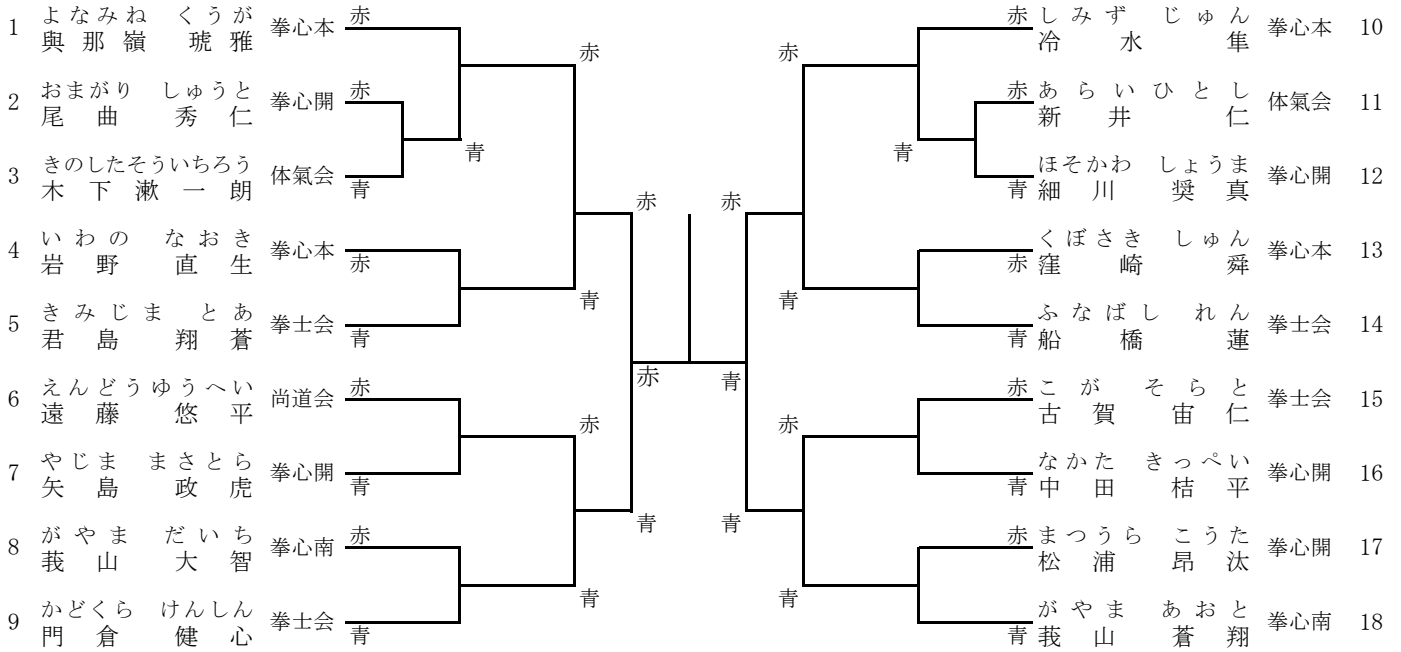 よなみね くうが 赤
1 與那嶺 琥雅 拳心本
赤
おまがり しゅうと 赤
2 尾曲 秀仁 拳心開
青
きのしたそういちろう
3 木下漱一朗 体氣会
青
赤
いわの なおき
4 岩野 直生 拳心本
赤
青
きみじま とあ
5 君島 翔蒼 拳士会
青
赤
えんどうゆうへい 赤
6 遠藤 悠平 尚道会
赤
やじま まさとら
7 矢島 政虎 拳心開
青
青
がやま だいち 赤
8 莪山 大智 拳心南
青
かどくら けんしん
9 門倉 健心 拳士会
青
赤 しみず じゅん
冷水 隼 拳心本 10
赤
赤 あらいひとし
新井 仁 体氣会 11
青
ほそかわ しょうま
青 細川 奨真 拳心開 12
赤
くぼさき しゅん
赤 窪崎 舜 拳心本 13
青
ふなばし れん
青 船橋 蓮 拳士会 14
青
赤 こが そらと
古賀 宙仁 拳士会 15
赤
なかた きっぺい
青 中田 桔平 拳心開 16
青
赤 まつうら こうた
松浦 昂汰 拳心開 17
青
がやま あおと
青 莪山 蒼翔 拳心南 18